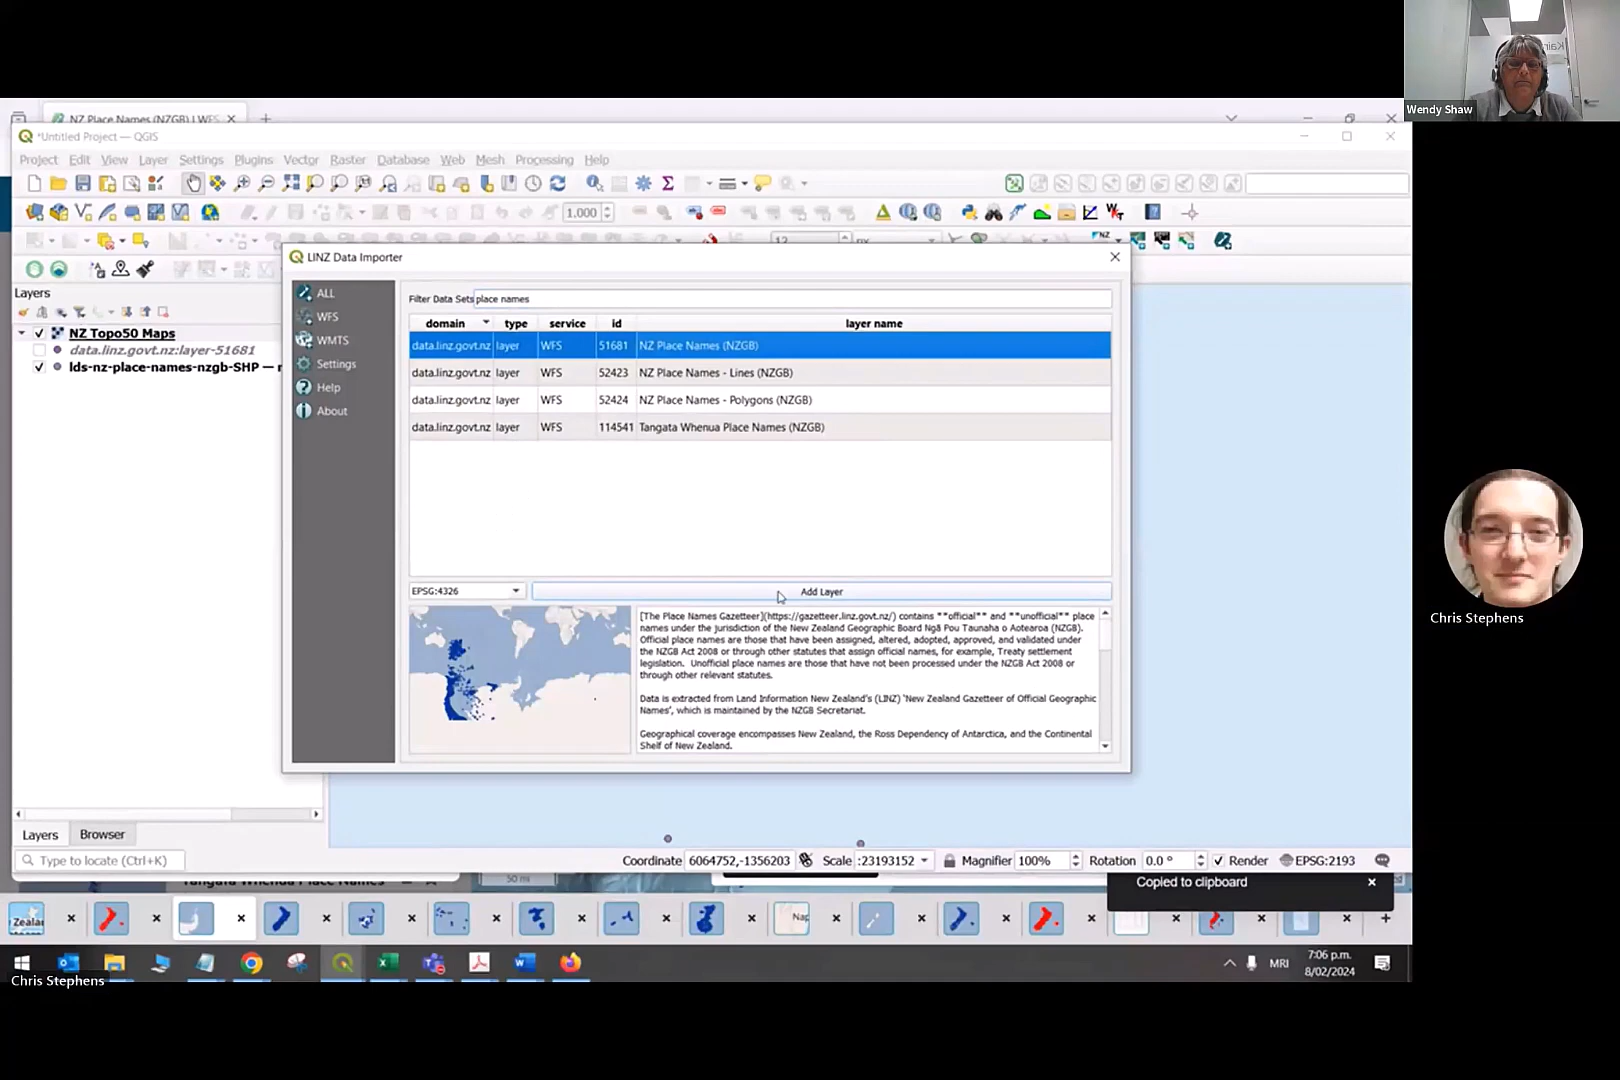 Wendy Shaw
NZ Place Names (NZGB) | WFS
*Untitled Project — QGIS
Project Edit View Layer Settings Plugins Vector Raster Database Web Mesh Processing Help
1.000
LINZ Data Importer
ALL
WFS
WMTS
Settings
Help
About
Filter Data Sets place names
domain type service id layer name
data.linz.govt.nz layer WFS 51681 NZ Place Names (NZGB)
data.linz.govt.nz layer WFS 52423 NZ Place Names - Lines (NZGB)
data.linz.govt.nz layer WFS 52424 NZ Place Names - Polygons (NZGB)
data.linz.govt.nz layer WFS 114541 Tangata Whenua Place Names (NZGB)
Layers
NZ Topo50 Maps
data.linz.govt.nz:layer-51681
lds-nz-place-names-nzgb-SHP —
EPSG:4326
Add Layer
[The Place Names Gazetteer](https://gazetteer.linz.govt.nz/) contains **official** and **unofficial** place
names under the jurisdiction of the New Zealand Geographic Board Ngā Pou Taunaha o Aotearoa (NZGB).
Official place names are those that have been assigned, altered, adopted, approved, and validated under
the NZGB Act 2008 or through other statutes that assign official names, for example, Treaty settlement
legislation. Unofficial place names are those that have not been processed under the NZGB Act 2008 or
through other relevant statutes.
Data is extracted from Land Information New Zealand's (LINZ) 'New Zealand Gazetteer of Official Geographic
Names', which is maintained by the NZGB Secretariat.
Geographical coverage encompasses New Zealand, the Ross Dependency of Antarctica, and the Continental
Shelf of New Zealand.
Chris Stephens
Layers Browser
Type to locate (Ctrl+K)
Coordinate 6064752,-1356203 Scale :23193152 Magnifier 100% Rotation 0.0 ° Render EPSG:2193
Tangata Whenua Place Names
50 mi
Copied to clipboard
Zealan
Nap
MRI
7:06 p.m.
8/02/2024
Chris Stephens